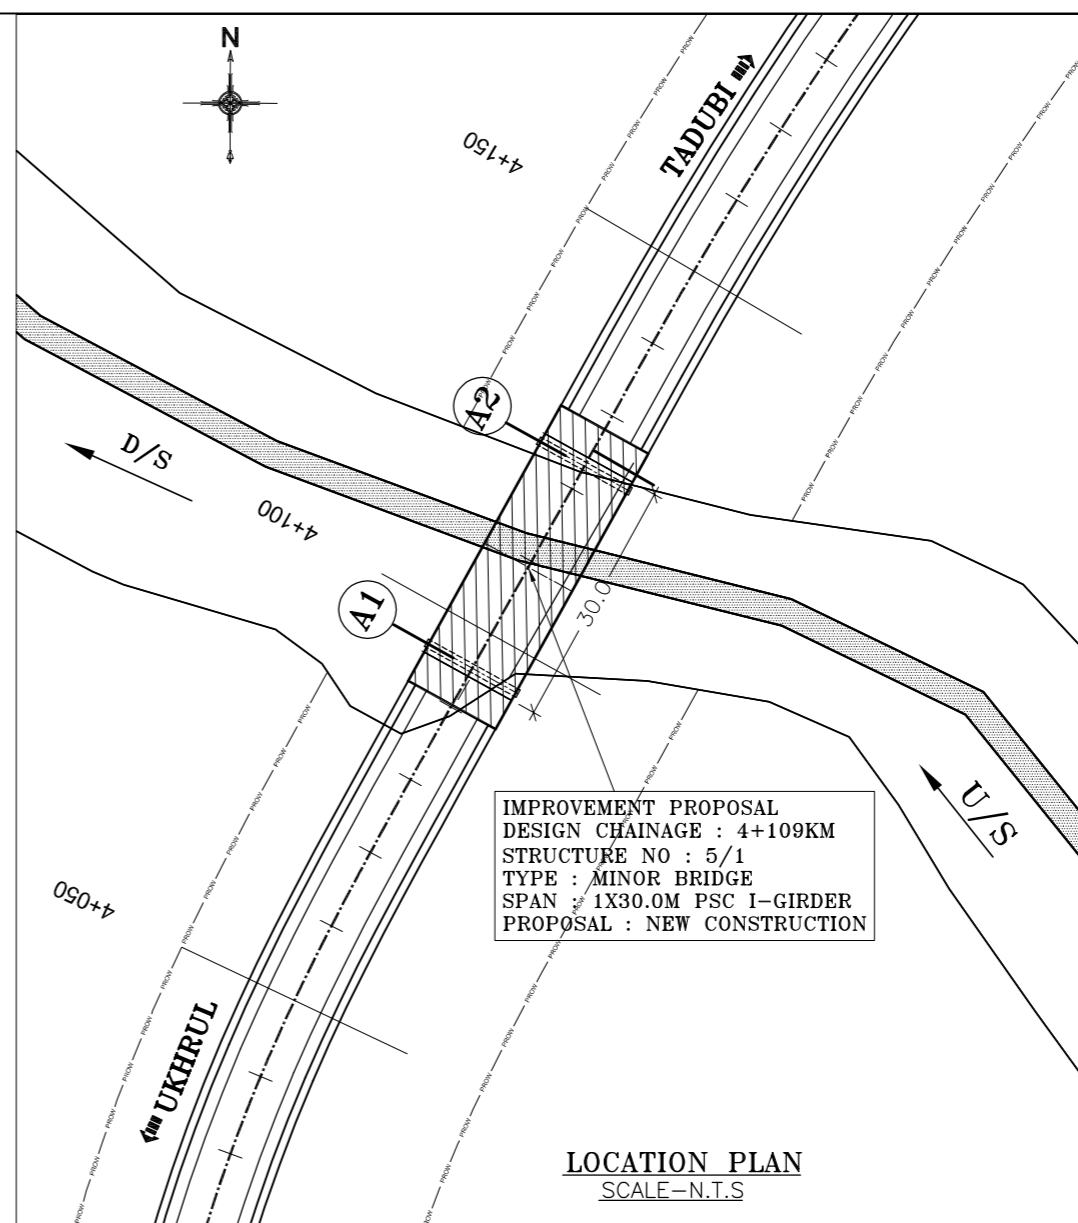 N
TADUBI
4+150
PROW
A2
D/S
4+100
A1
30.0
U/S
IMPROVEMENT PROPOSAL
DESIGN CHAINAGE : 4+109KM
STRUCTURE NO : 5/1
TYPE : MINOR BRIDGE
SPAN : 1X30.0M PSC I-GIRDER
PROPOSAL : NEW CONSTRUCTION
4+050
UKHRUL
LOCATION PLAN
SCALE-N.T.S